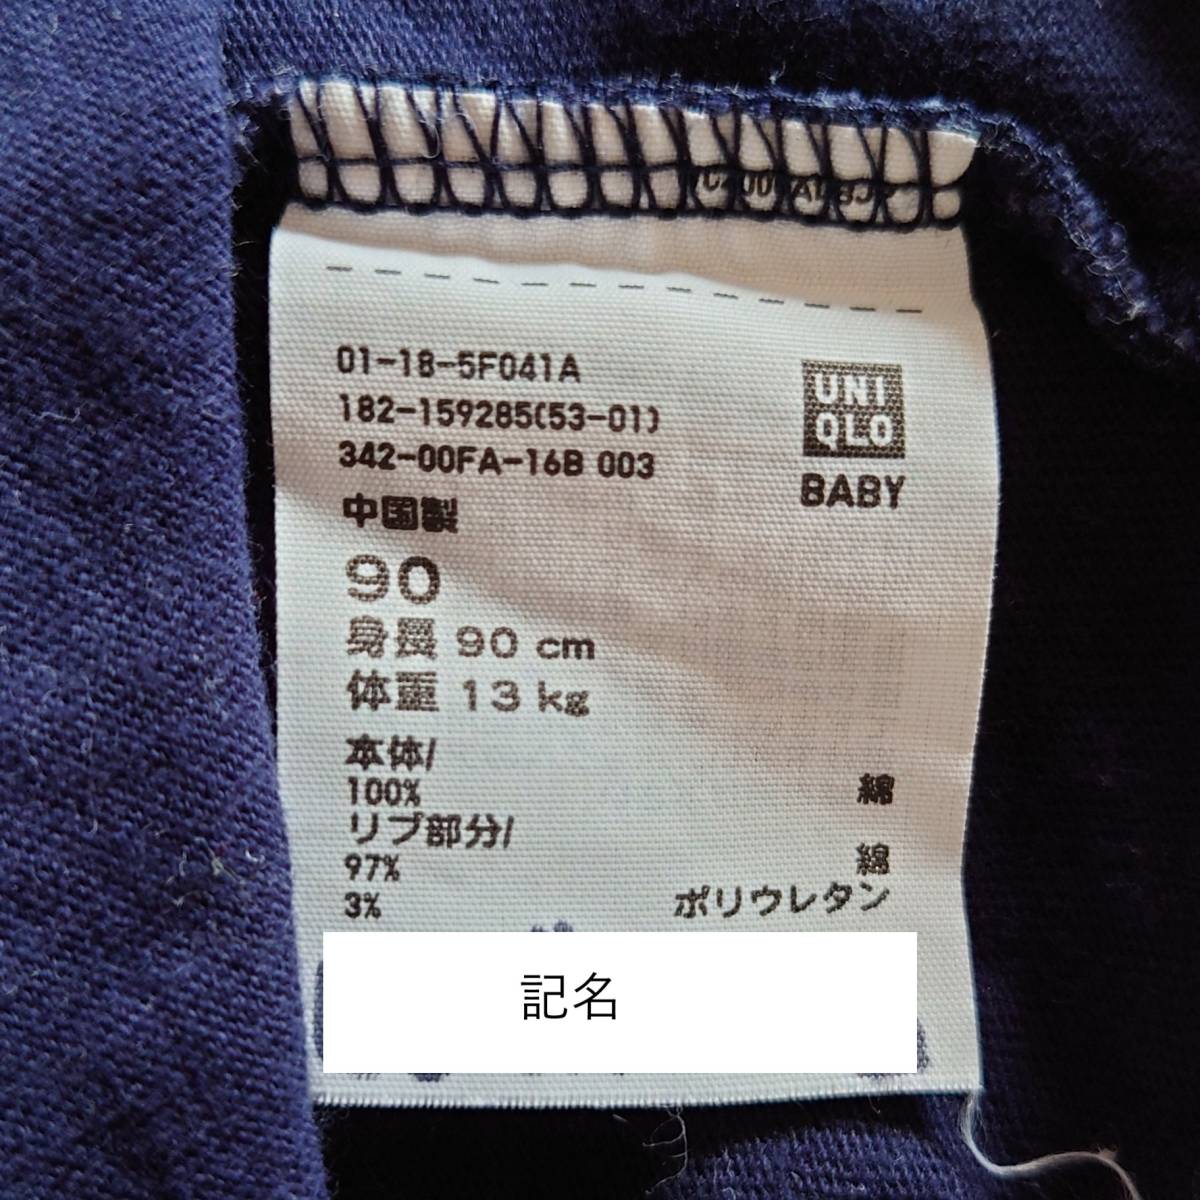 01-18-5F041A
182-159285(53-01)
342-00FA-16B 003
UNI
QLO
BABY
中国製
90
身長 90 cm
体重 13 kg
本体/
100% 綿
リブ部分/
97% 綿
3% ポリウレタン
記名